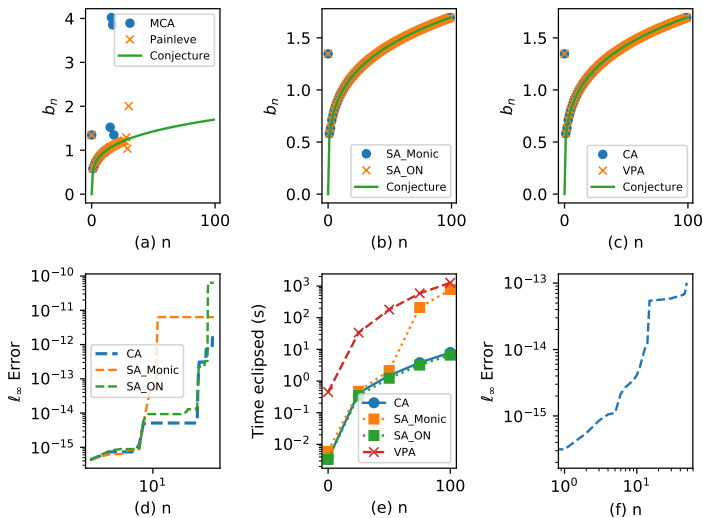 4
3
2
1
0
b_n
MCA
Painleve
Conjecture
0
100
(a) n
1.5
1.0
0.5
0.0
b_n
SA_Monic
SA_ON
Conjecture
0
100
(b) n
1.5
1.0
0.5
0.0
b_n
CA
VPA
Conjecture
0
100
(c) n
10^{-10}
10^{-11}
10^{-12}
10^{-13}
10^{-14}
10^{-15}
ℓ_∞ Error
CA
SA_Monic
SA_ON
10^1
(d) n
10^3
10^2
10^1
10^0
10^{-1}
10^{-2}
Time eclipsed (s)
CA
SA_Monic
SA_ON
VPA
0
100
(e) n
10^{-13}
10^{-14}
10^{-15}
ℓ_∞ Error
10^0
10^1
(f) n